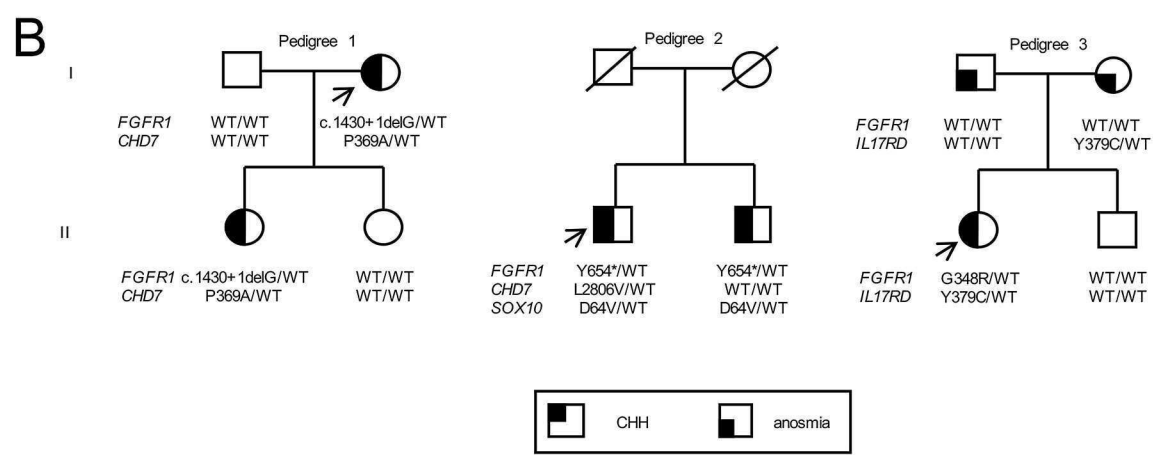 B
Pedigree 1
Pedigree 2
Pedigree 3
I
FGFR1 WT/WT c.1430+1delG/WT
CHD7 WT/WT P369A/WT
FGFR1 WT/WT WT/WT
IL17RD WT/WT Y379C/WT
II
FGFR1 c.1430+1delG/WT WT/WT
CHD7 P369A/WT WT/WT
FGFR1 Y654*/WT Y654*/WT
CHD7 L2806V/WT WT/WT
SOX10 D64V/WT D64V/WT
FGFR1 G348R/WT WT/WT
IL17RD Y379C/WT WT/WT
CHH anosmia